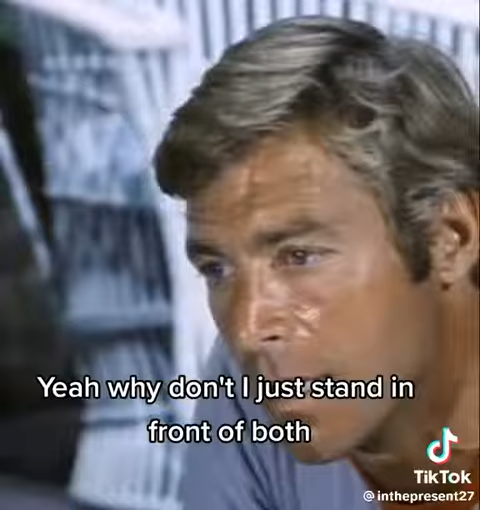 Yeah why don't I just stand in
front of both
TikTok
@inthepresent27